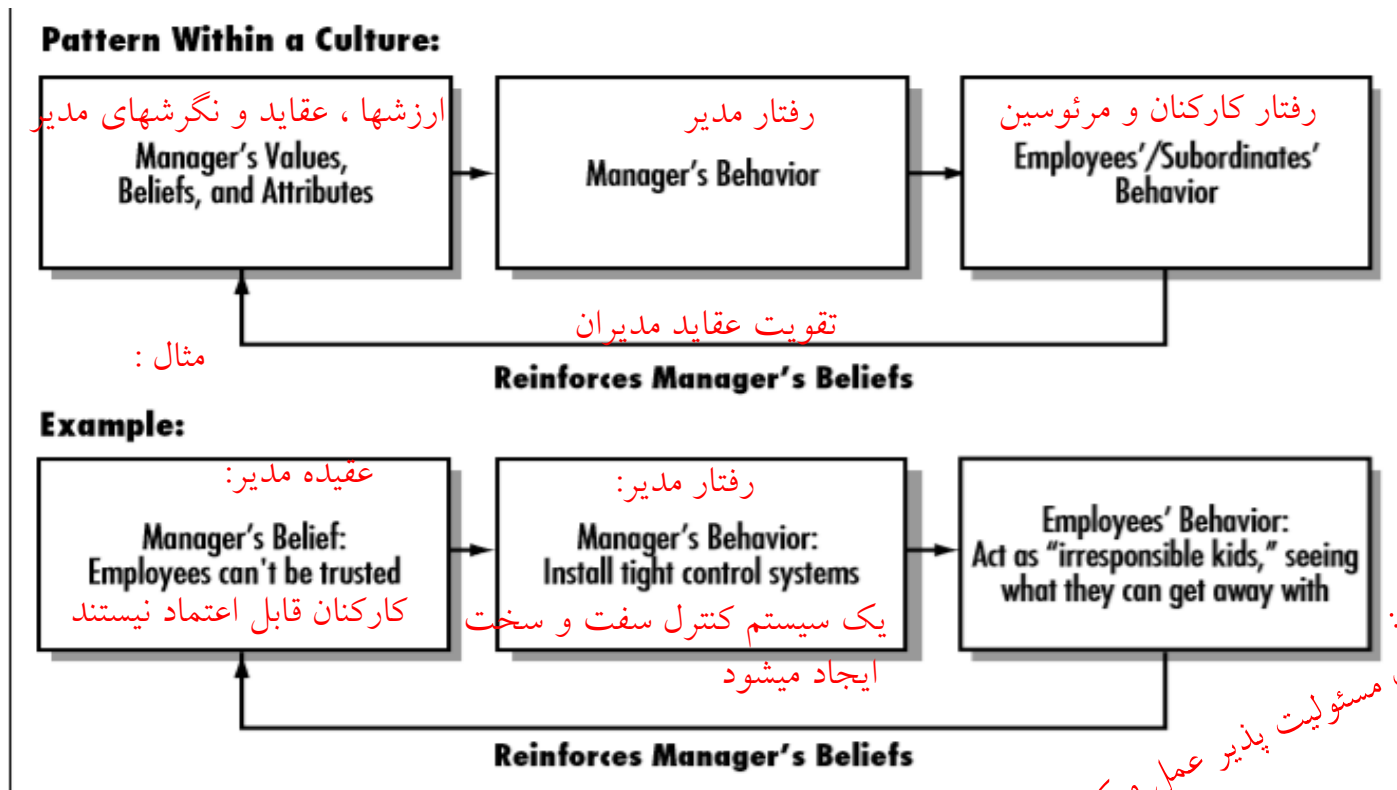 Pattern Within a Culture:
ارزشها ، عقاید و نگرشهای مدیر
Manager's Values,
Beliefs, and Attributes
رفتار مدیر
Manager's Behavior
رفتار کارکنان و مرئوسین
Employees'/Subordinates'
Behavior
تقویت عقاید مدیران
Reinforces Manager's Beliefs
مثال :
Example:
عقیده مدیر:
Manager's Belief:
Employees can't be trusted
کارکنان قابل اعتماد نیستند
رفتار مدیر:
Manager's Behavior:
Install tight control systems
یک سیستم کنترل سفت و سخت
ایجاد میشود
Employees' Behavior:
Act as "irresponsible kids," seeing
what they can get away with
مسئولیت پذیر عمل
Reinforces Manager's Beliefs